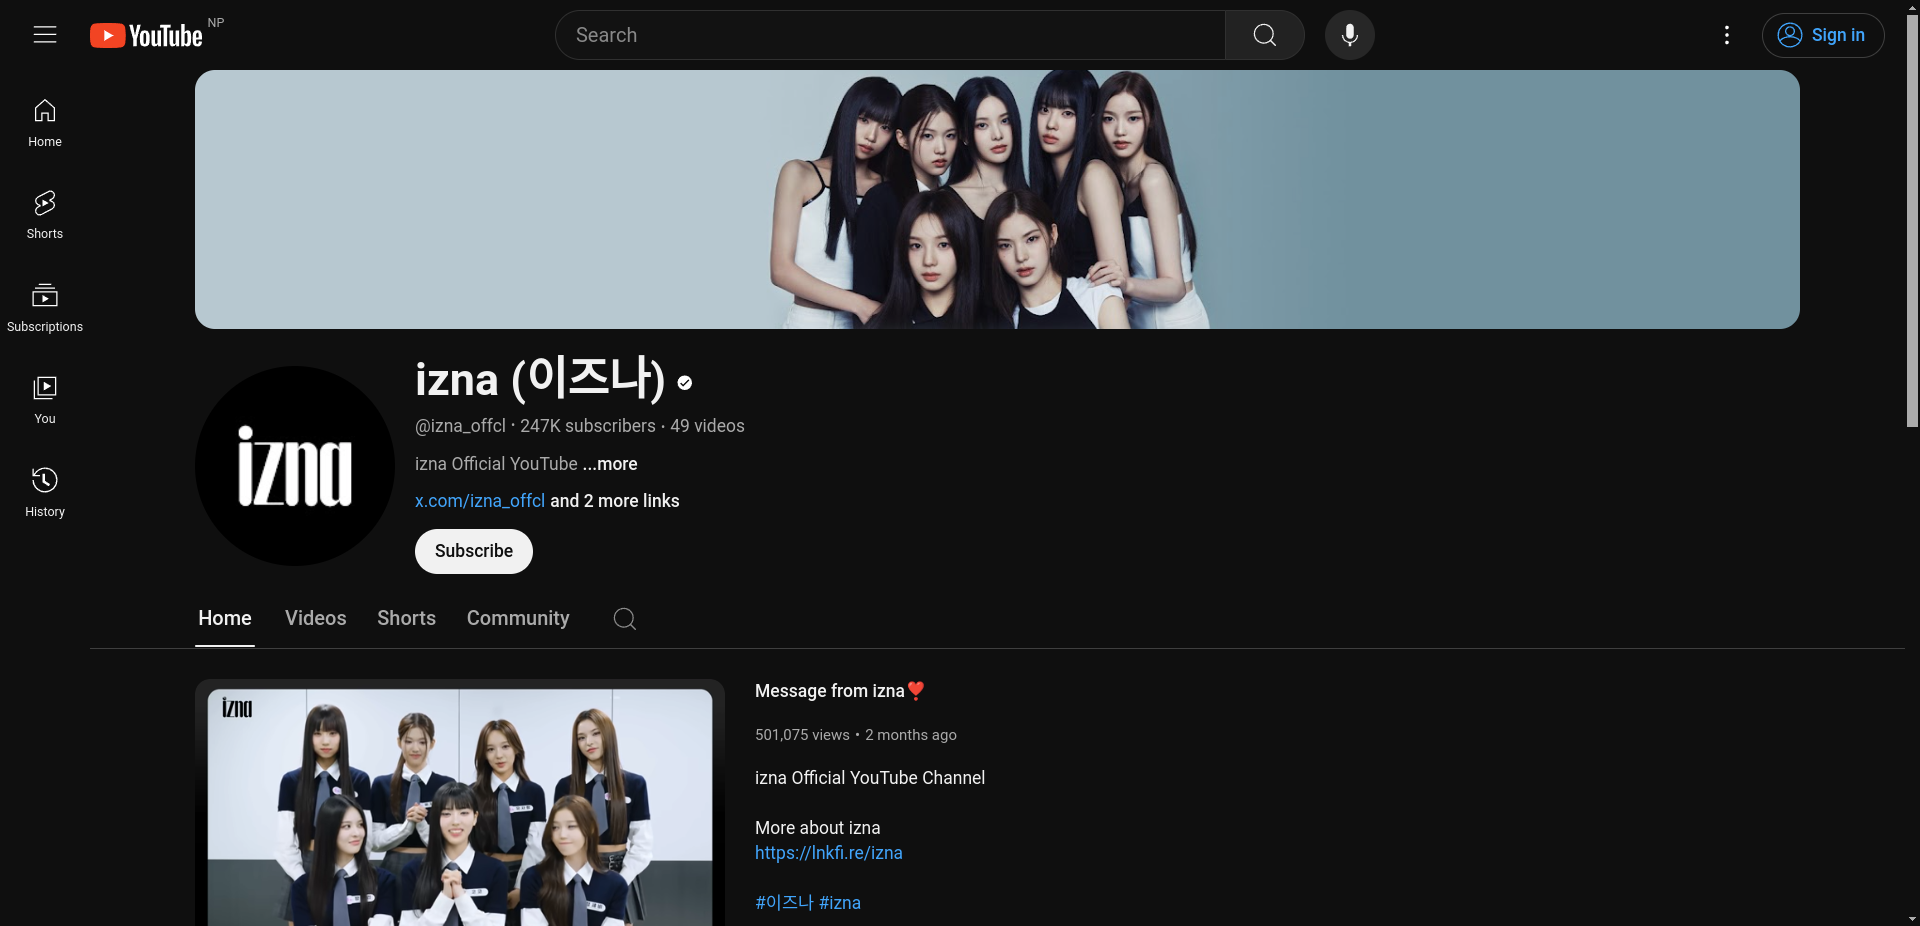 YouTube NP
Search
Sign in
Home
Shorts
Subscriptions
You
History
izna
izna (이즈나)
@izna_offcl • 247K subscribers • 49 videos
izna Official YouTube ...more
x.com/izna_offcl and 2 more links
Subscribe
Home Videos Shorts Community
izna
Message from izna❣️
501,075 views • 2 months ago
izna Official YouTube Channel
More about izna
https://lnkfi.re/izna
#이즈나 #izna